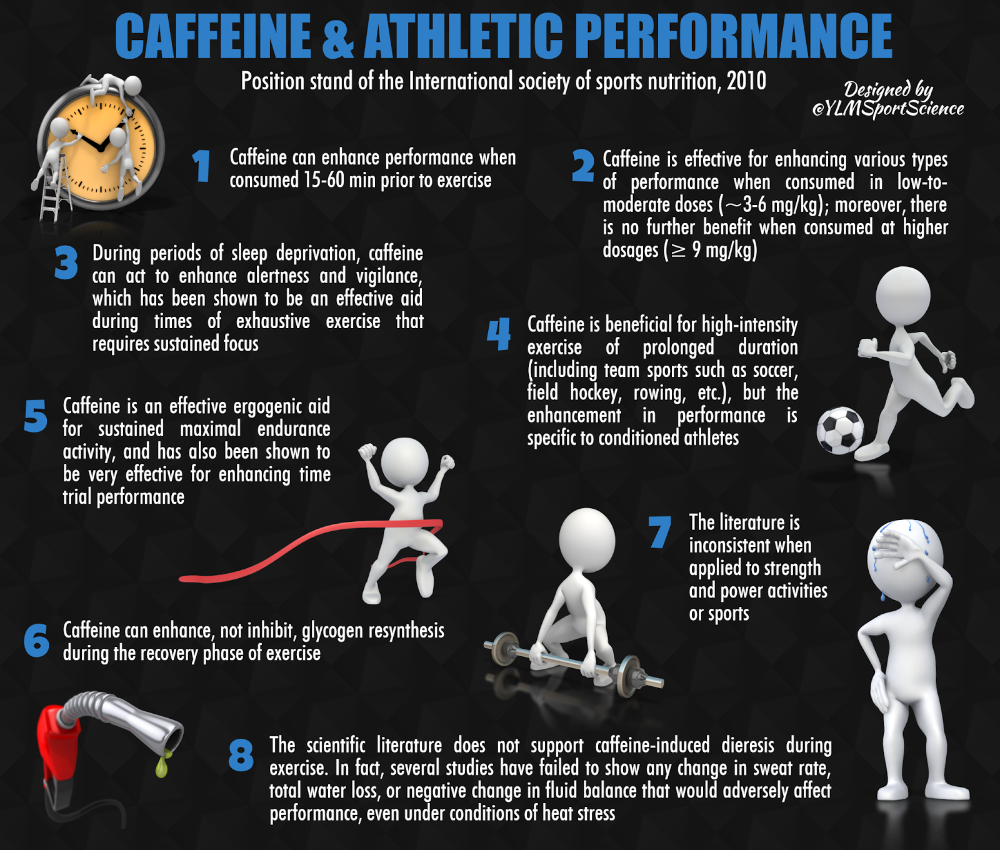 CAFFEINE & ATHLETIC PERFORMANCE
Position stand of the International society of sports nutrition, 2010
Designed by
@YLMSportScience
1
Caffeine can enhance performance when
consumed 15-60 min prior to exercise
2
Caffeine is effective for enhancing various types
of performance when consumed in low-to-
moderate doses (~3-6 mg/kg); moreover, there
is no further benefit when consumed at higher
dosages (≥ 9 mg/kg)
3
During periods of sleep deprivation, caffeine
can act to enhance alertness and vigilance,
which has been shown to be an effective aid
during times of exhaustive exercise that
requires sustained focus
4
Caffeine is beneficial for high-intensity
exercise of prolonged duration
(including team sports such as soccer,
field hockey, rowing, etc.), but the
enhancement in performance is
specific to conditioned athletes
5
Caffeine is an effective ergogenic aid
for sustained maximal endurance
activity, and has also been shown to
be very effective for enhancing time
trial performance
6
Caffeine can enhance, not inhibit, glycogen resynthesis
during the recovery phase of exercise
7
The literature is
inconsistent when
applied to strength
and power activities
or sports
8
The scientific literature does not support caffeine-induced dieresis during
exercise. In fact, several studies have failed to show any change in sweat rate,
total water loss, or negative change in fluid balance that would adversely affect
performance, even under conditions of heat stress